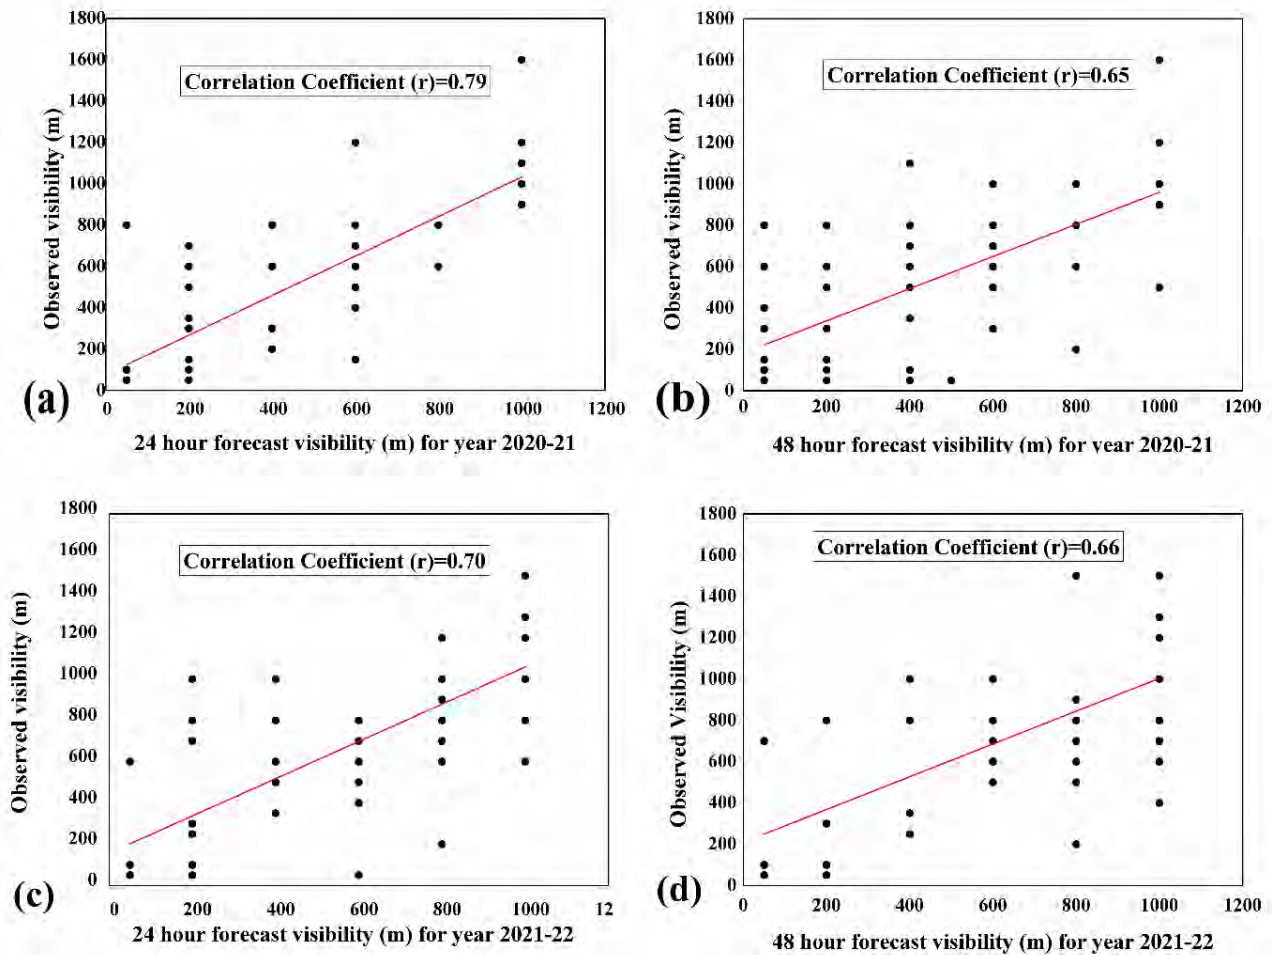 1800
1600
1400
1200
1000
800
600
400
200
0
Observed visibility (m)
Correlation Coefficient (r)=0.79
(a)
0 200 400 600 800 1000 1200
24 hour forecast visibility (m) for year 2020-21
1800
1600
1400
1200
1000
800
600
400
200
0
Observed visibility (m)
Correlation Coefficient (r)=0.65
(b)
0 200 400 600 800 1000 1200
48 hour forecast visibility (m) for year 2020-21
1800
1600
1400
1200
1000
800
600
400
200
0
Observed visibility (m)
Correlation Coefficient (r)=0.70
(c)
0 200 400 600 800 1000 12
24 hour forecast visibility (m) for year 2021-22
1800
1600
1400
1200
1000
800
600
400
200
0
Observed Visibility (m)
Correlation Coefficient (r)=0.66
(d)
0 200 400 600 800 1000 1200
48 hour forecast visibility (m) for year 2021-22